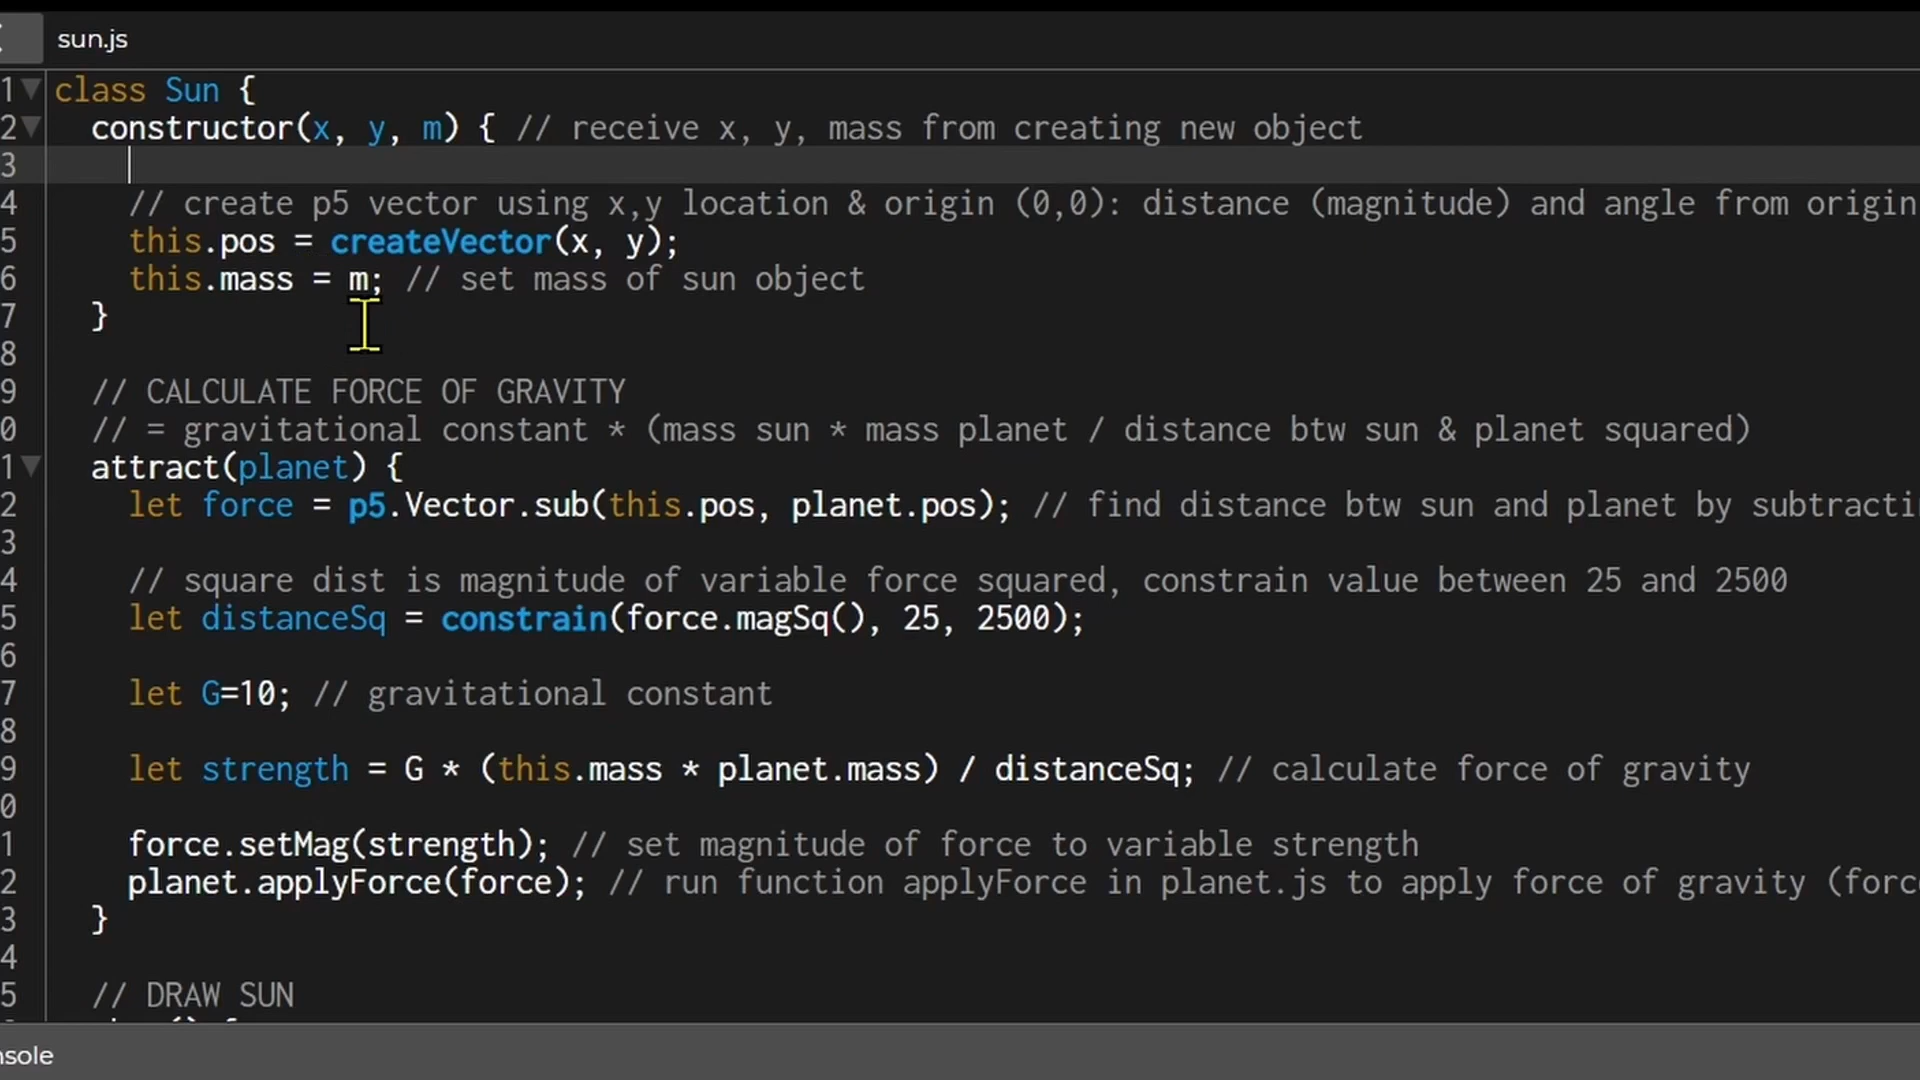 sun.js
1 class Sun {
2 constructor(x, y, m) { // receive x, y, mass from creating new object
3
4 // create p5 vector using x,y location & origin (0,0): distance (magnitude) and angle from origin
5 this.pos = createVector(x, y);
6 this.mass = m; // set mass of sun object
7 }
8
9 // CALCULATE FORCE OF GRAVITY
0 // = gravitational constant * (mass sun * mass planet / distance btw sun & planet squared)
1 attract(planet) {
2 let force = p5.Vector.sub(this.pos, planet.pos); // find distance btw sun and planet by subtracti
3
4 // square dist is magnitude of variable force squared, constrain value between 25 and 2500
5 let distanceSq = constrain(force.magSq(), 25, 2500);
6
7 let G=10; // gravitational constant
8
9 let strength = G * (this.mass * planet.mass) / distanceSq; // calculate force of gravity
0
1 force.setMag(strength); // set magnitude of force to variable strength
2 planet.applyForce(force); // run function applyForce in planet.js to apply force of gravity (forc
3 }
4
5 // DRAW SUN
nsole